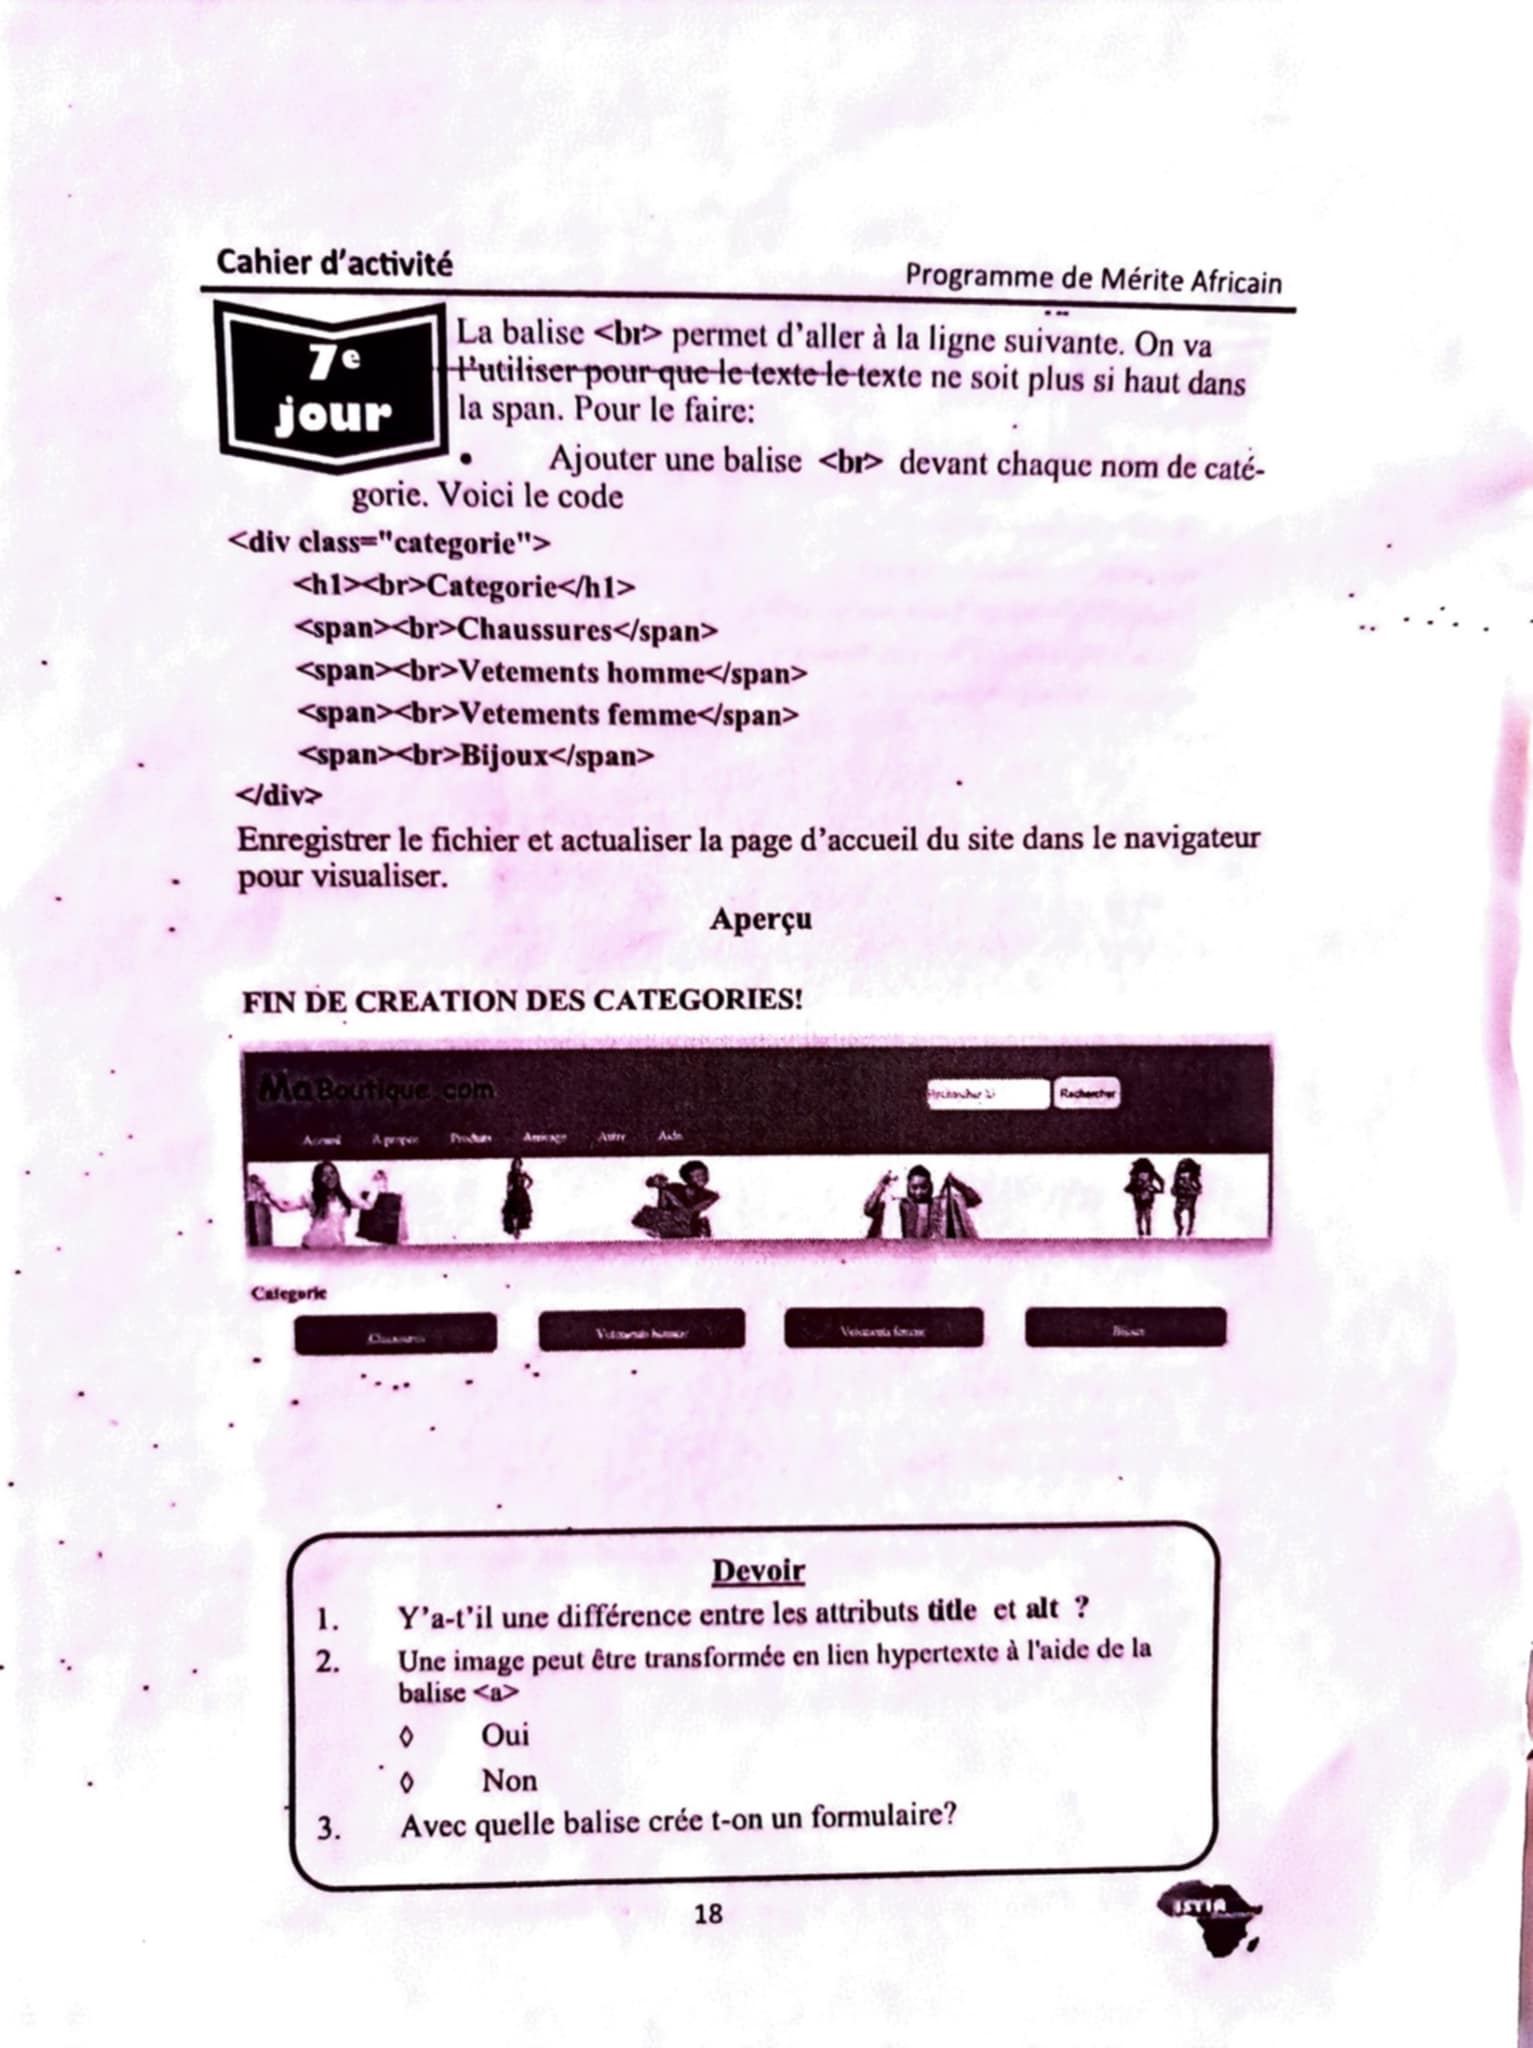 Cahier d'activité
Programme de Mérite Africain
7e
jour
La balise <br> permet d'aller à la ligne suivante. On va
l'utiliser pour que le texte le texte ne soit plus si haut dans
la span. Pour le faire:
• Ajouter une balise <br> devant chaque nom de caté-
gorie. Voici le code
<div class="categorie">
<h1><br>Categorie</h1>
<span><br>Chaussures</span>
<span><br>Vetements homme</span>
<span><br>Vetements femme</span>
<span><br>Bijoux</span>
</div>
Enregistrer le fichier et actualiser la page d'accueil du site dans le navigateur
pour visualiser.
Aperçu
FIN DE CREATION DES CATEGORIES!
MaBoutique.com
Rechercher
Accueil A propos Produits Arrivage Autre Aide
Categorie
Chaussures Vetements homme Vetements femme Bijoux
Devoir
1. Y'a-t'il une différence entre les attributs title et alt ?
2. Une image peut être transformée en lien hypertexte à l'aide de la
balise <a>
◊ Oui
◊ Non
3. Avec quelle balise crée t-on un formulaire?
18
ISTIA